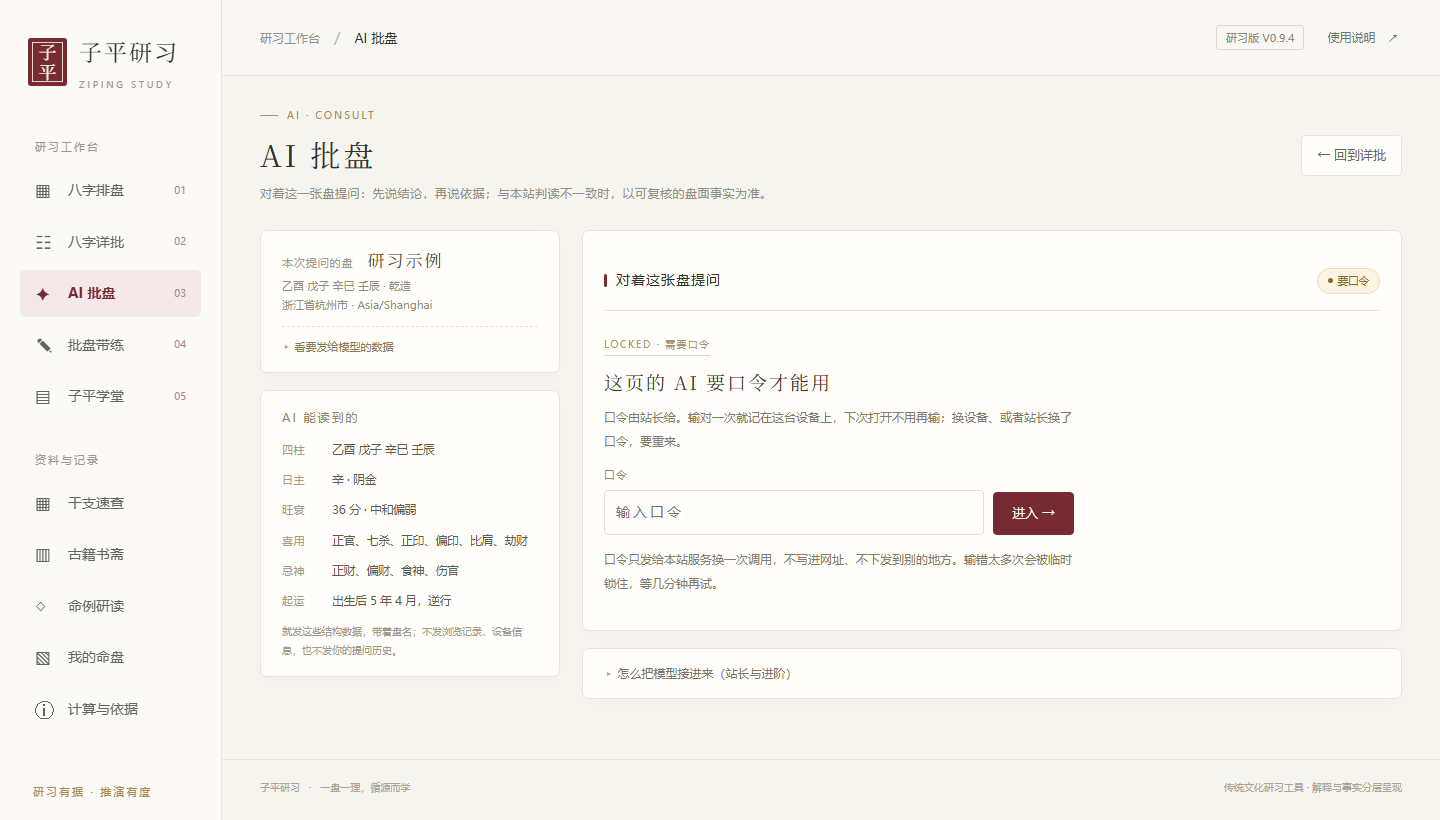 子平
子平研习
ZIPING STUDY
研习工作台
八字排盘 01
八字详批 02
AI 批盘 03
批盘带练 04
子平学堂 05
资料与记录
干支速查
古籍书斋
命例研读
我的命盘
计算与依据
研习有据 · 推演有度
研习工作台 / AI 批盘
研习版 V0.9.4
使用说明 ↗
AI · CONSULT
AI 批盘
← 回到详批
对着这一张盘提问：先说结论，再说依据；与本站判读不一致时，以可复核的盘面事实为准。
本次提问的盘 研习示例
乙酉 戊子 辛巳 壬辰 · 乾造
浙江省杭州市 · Asia/Shanghai
▸ 看要发给模型的数据
AI 能读到的
四柱 乙酉 戊子 辛巳 壬辰
日主 辛 · 阴金
旺衰 36 分 · 中和偏弱
喜用 正官、七杀、正印、偏印、比肩、劫财
忌神 正财、偏财、食神、伤官
起运 出生后 5 年 4 月，逆行
就发这些结构数据，带着盘名；不发浏览记录、设备信
息，也不发你的提问历史。
对着这张盘提问
要口令
LOCKED · 需要口令
这页的 AI 要口令才能用
口令由站长给。输对一次就记在这台设备上，下次打开不用再输；换设备、或者站长换了
口令，要重来。
口令
输入口令
进入 →
口令只发给本站服务换一次调用，不写进网址、不下发到别的地方。输错太多次会被临时
锁住，等几分钟再试。
▸ 怎么把模型接进来（站长与进阶）
子平研习 · 一盘一理，循源而学
传统文化研习工具 · 解释与事实分层呈现